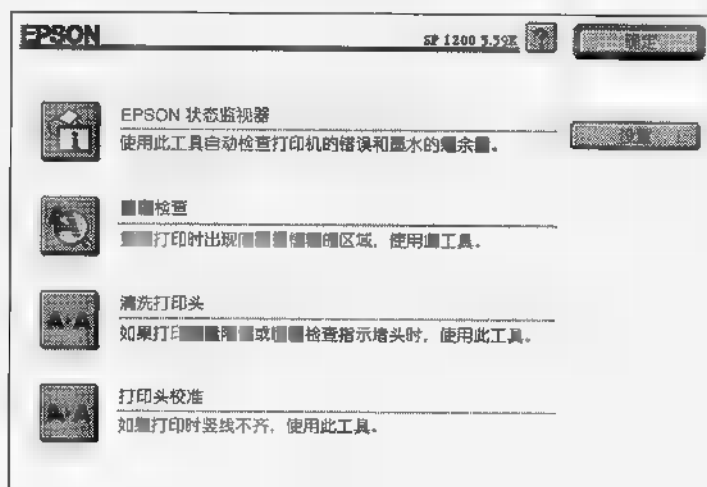 EPSON
SP 1200 5.59E
?
确定
EPSON 状态监视器
使用此工具自动检查打印机的错误和墨水的余
检查
打印时出现的区域，使用工具。
清洗打印头
如果打印或检查指示堵头时，使用此工具。
打印头校准
如打印时竖线不齐，使用此工具。